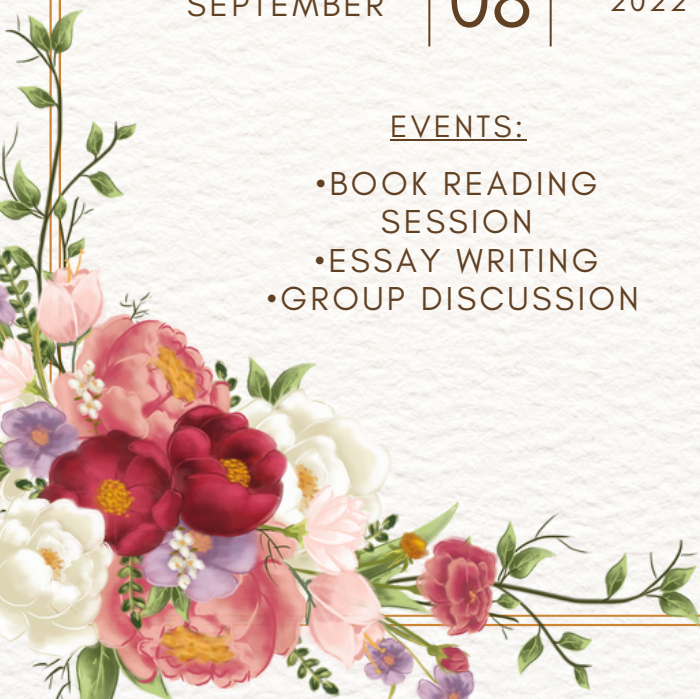 SEPTEMBER 08 2022
EVENTS:
•BOOK READING
SESSION
•ESSAY WRITING
•GROUP DISCUSSION